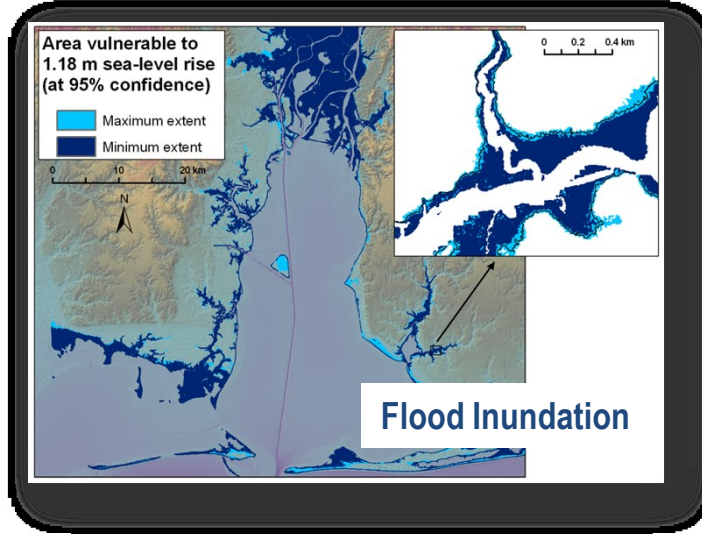 Area vulnerable to
1.18 m sea-level rise
(at 95% confidence)
Maximum extent
Minimum extent
0 10 20 km
N
0 0.2 0.4 km
Flood Inundation